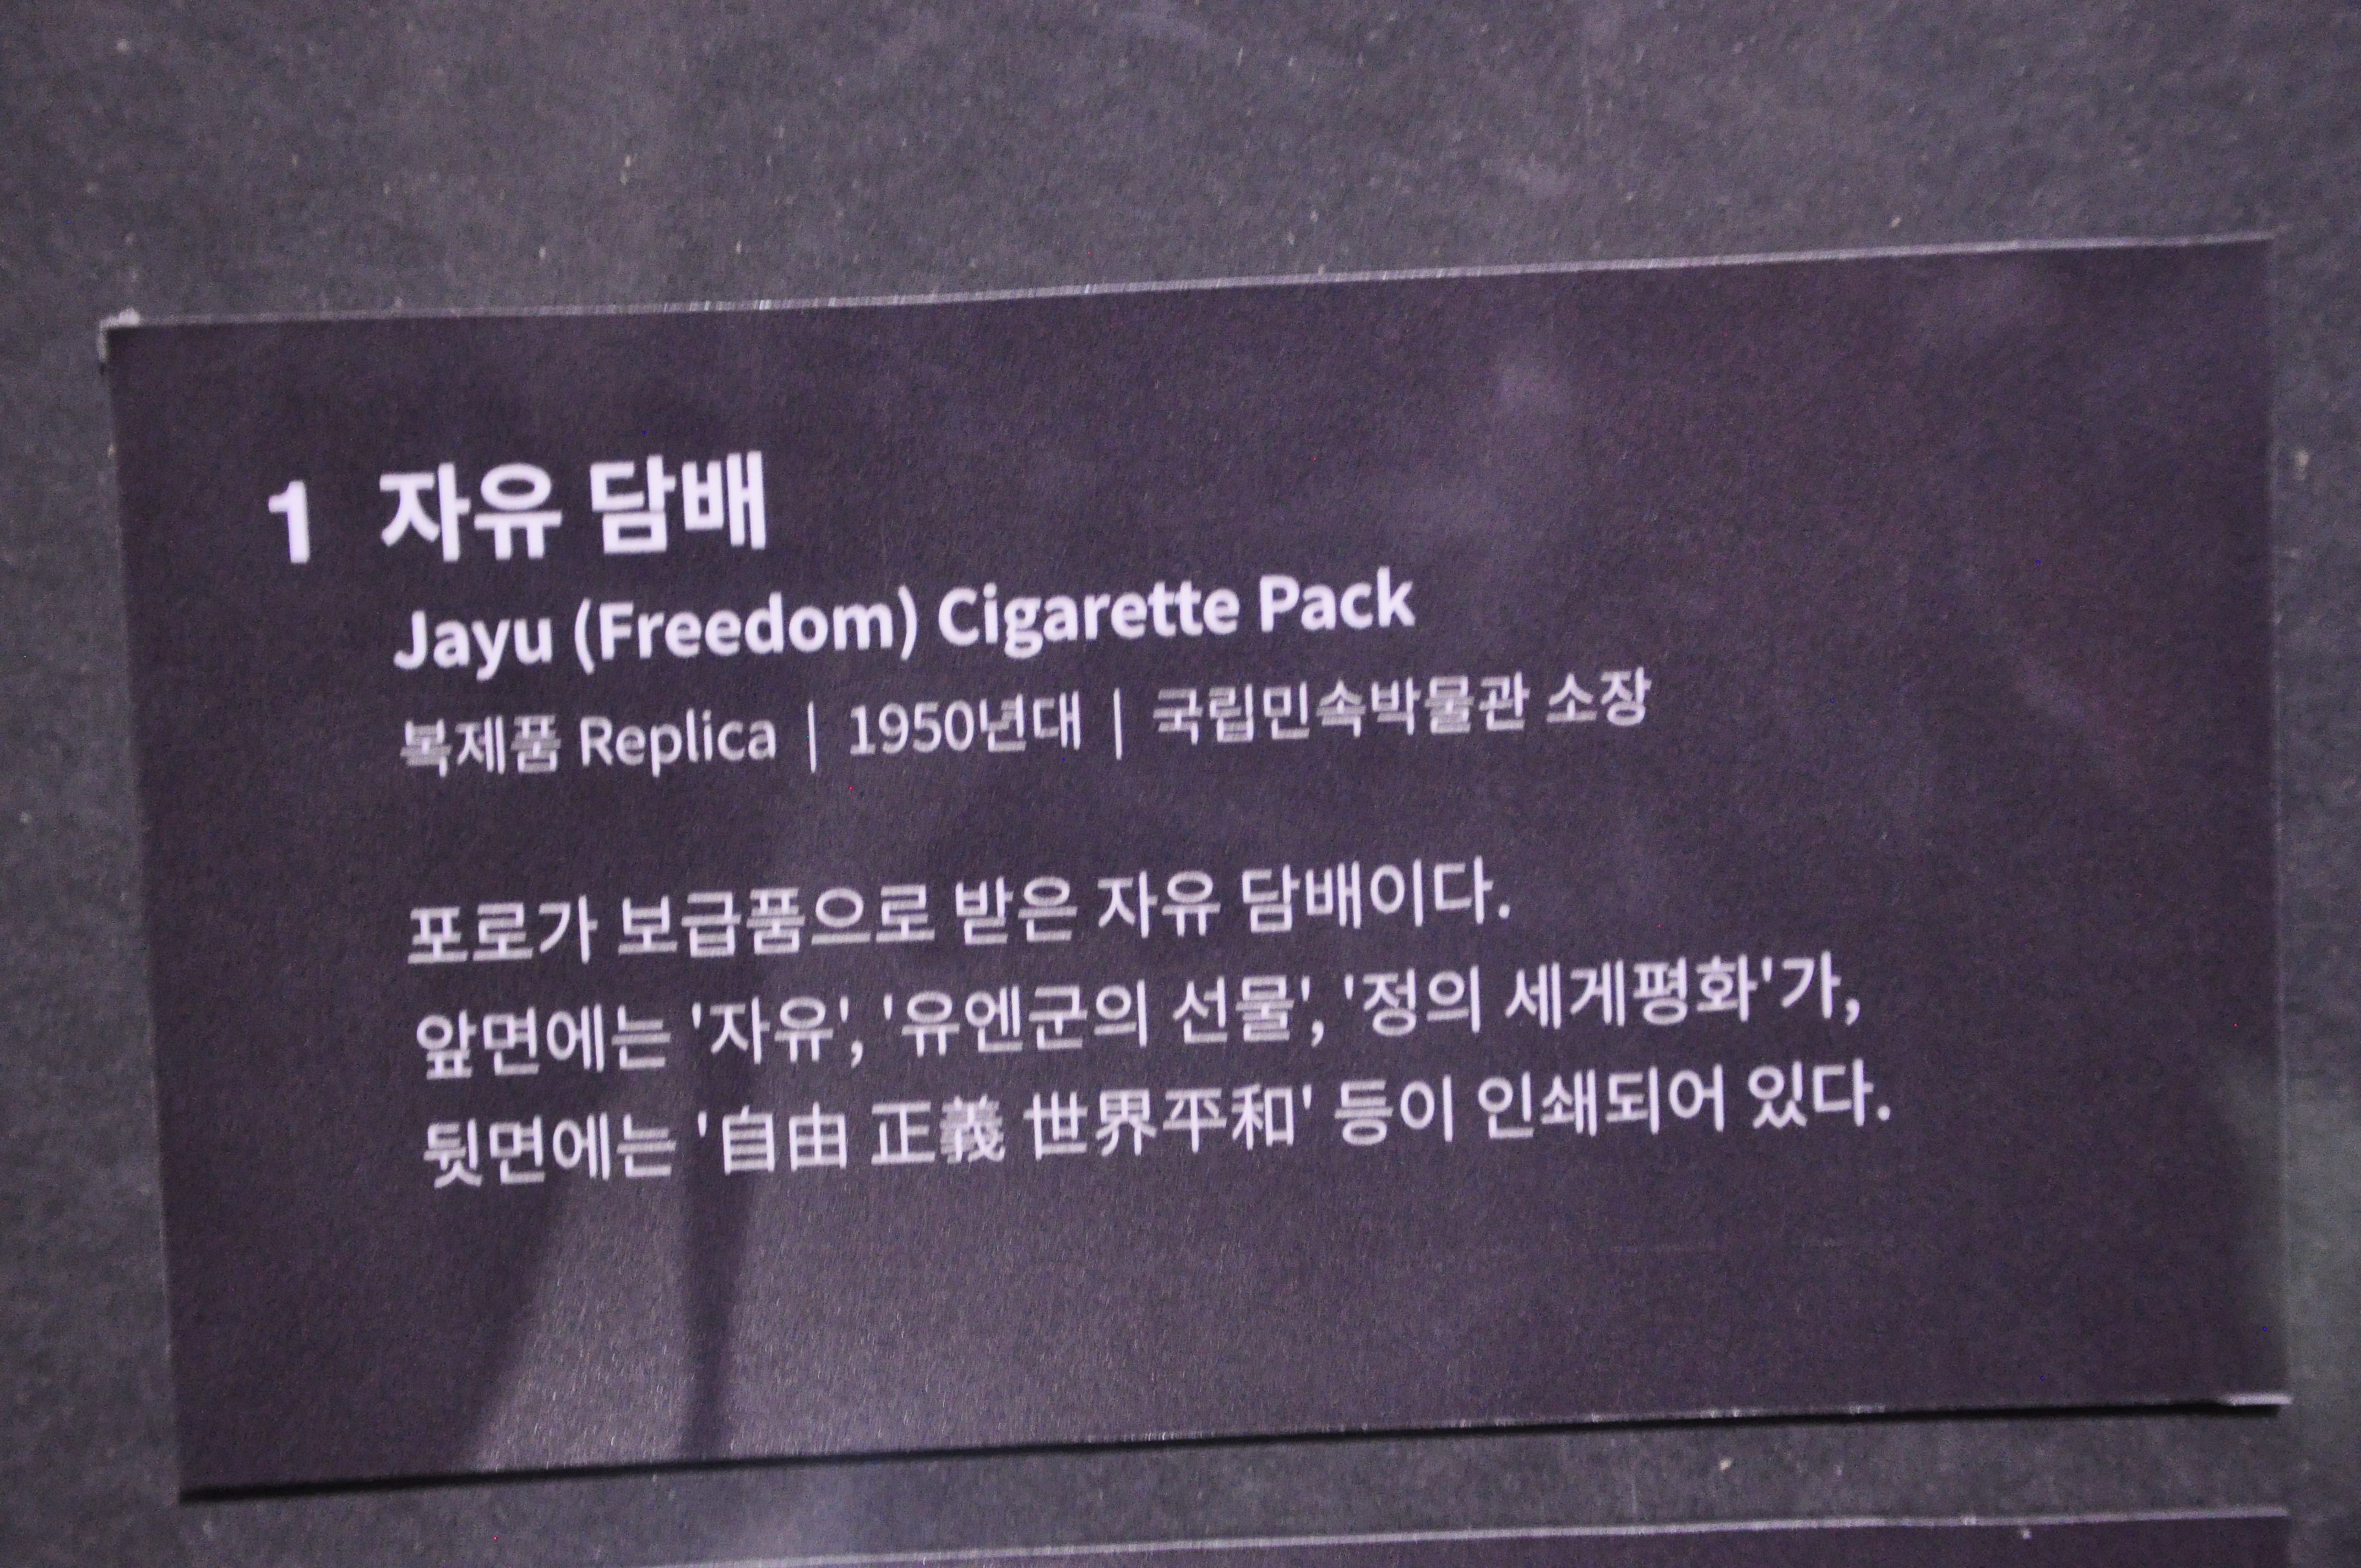 1 자유 담배
Jayu (Freedom) Cigarette Pack
복제품 Replica | 1950년대 | 국립민속박물관 소장
포로가 보급품으로 받은 자유 담배이다.
앞면에는 '자유', '유엔군의 선물', '정의 세게평화'가,
뒷면에는 '自由 正義 世界平和' 등이 인쇄되어 있다.